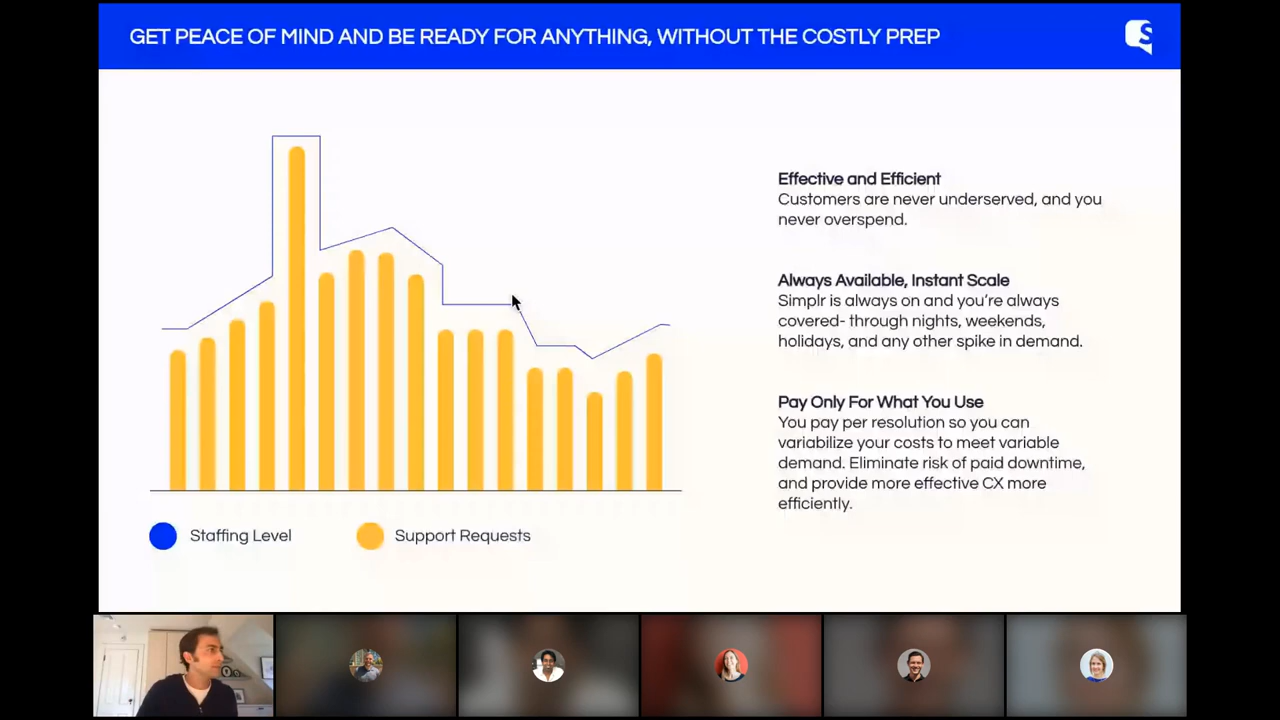 GET PEACE OF MIND AND BE READY FOR ANYTHING, WITHOUT THE COSTLY PREP
S
Effective and Efficient
Customers are never underserved, and you
never overspend.
Always Available, Instant Scale
Simplr is always on and you're always
covered- through nights, weekends,
holidays, and any other spike in demand.
Pay Only For What You Use
You pay per resolution so you can
variabilize your costs to meet variable
demand. Eliminate risk of paid downtime,
and provide more effective CX more
efficiently.
Staffing Level
Support Requests